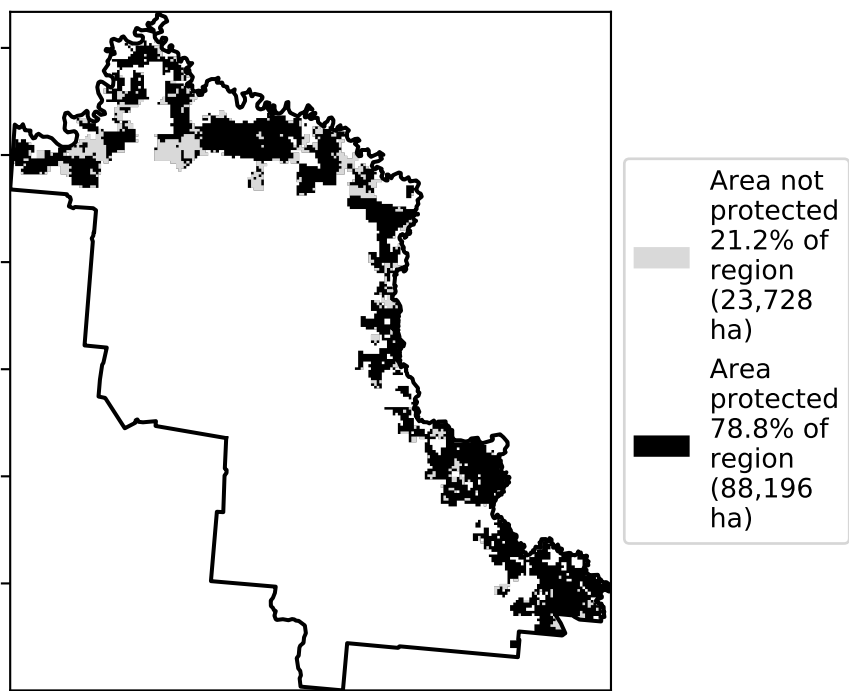 Area not
protected
21.2% of
region
(23,728
ha)
Area
protected
78.8% of
region
(88,196
ha)